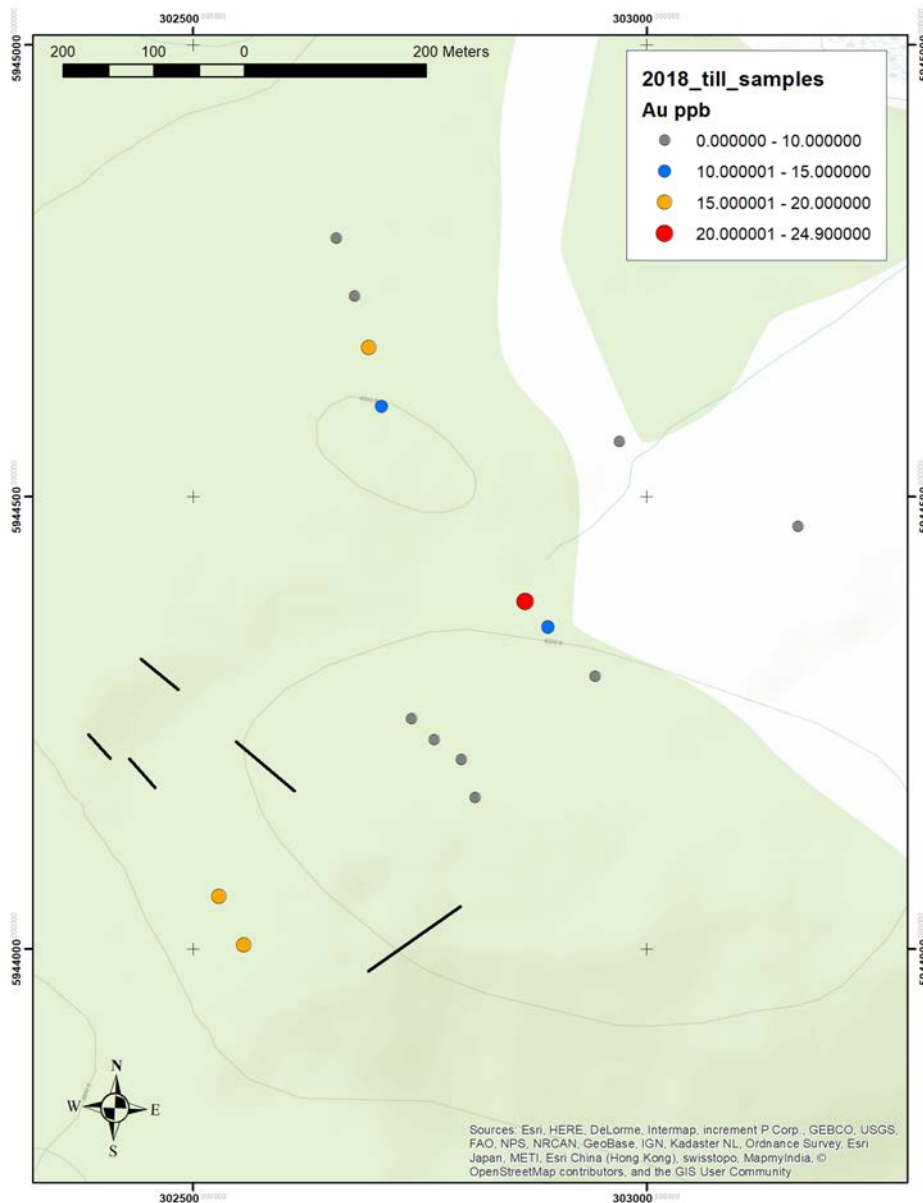 302500
303000
200 100 0 200 Meters
2018_till_samples
Au ppb
0.000000 - 10.000000
10.000001 - 15.000000
15.000001 - 20.000000
20.000001 - 24.900000
5944500
5944500
5944000
302500
303000
N
W E
S
Sources: Esri, HERE, DeLorme, Intermap, increment P Corp., GEBCO, USGS,
FAO, NPS, NRCAN, GeoBase, IGN, Kadaster NL, Ordnance Survey, Esri
Japan, METI, Esri China (Hong Kong), swisstopo, MapmyIndia, ©
OpenStreetMap contributors, and the GIS User Community